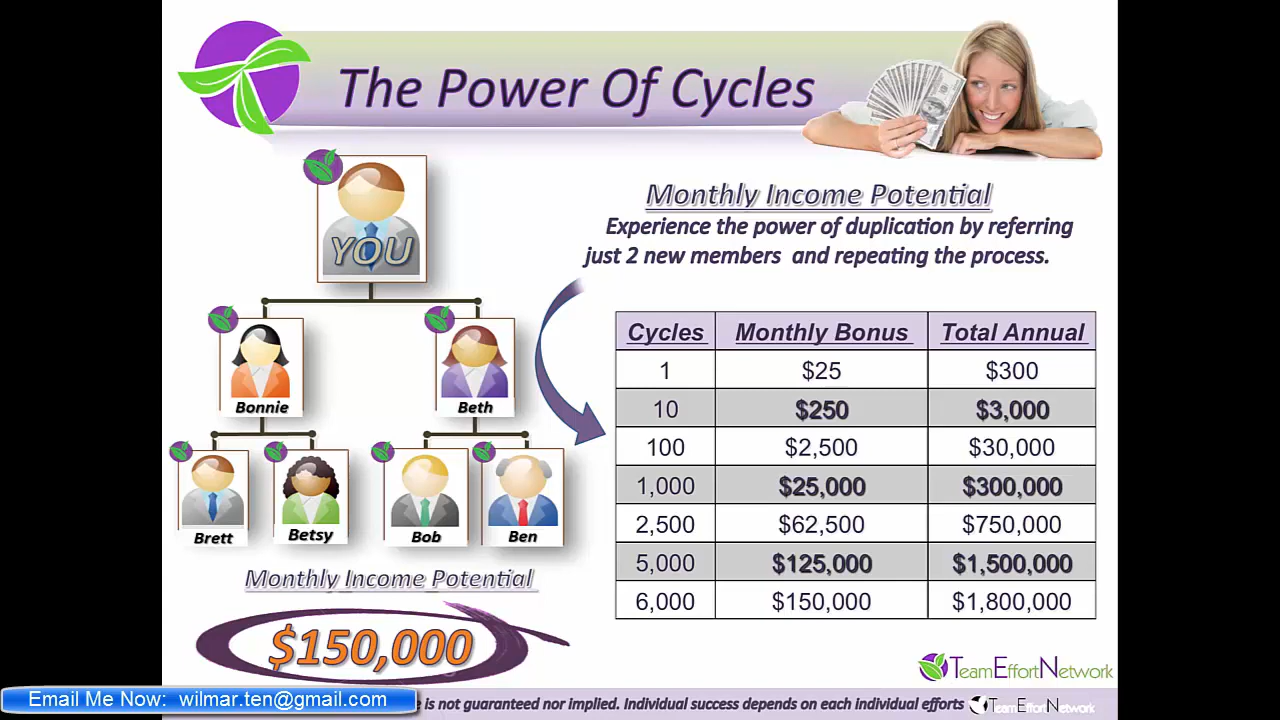 The Power Of Cycles
YOU
Bonnie
Beth
Brett
Betsy
Bob
Ben
Monthly Income Potential
$150,000
Monthly Income Potential
Experience the power of duplication by referring
just 2 new members and repeating the process.
Cycles Monthly Bonus Total Annual
1 $25 $300
10 $250 $3,000
100 $2,500 $30,000
1,000 $25,000 $300,000
2,500 $62,500 $750,000
5,000 $125,000 $1,500,000
6,000 $150,000 $1,800,000
TeamEffortNetwork
Email Me Now: wilmar.ten@gmail.com
is not guaranteed nor implied. Individual success depends on each individual efforts
TeamEffortNetwork